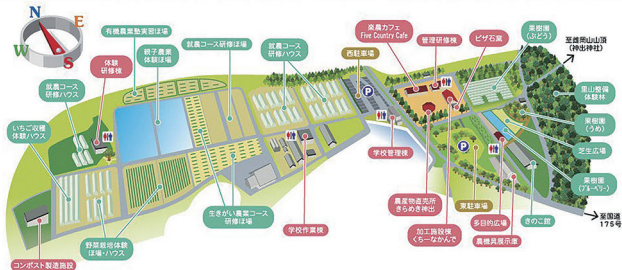 N
E
W
S
有機農業塾実習ほ場
親子農業
体験ほ場
就農コース研修ほ場
就農コース
研修ハウス
西駐車場
楽農カフェ
Five Country Cafe
管理研修棟
ピザ石窯
果樹園
(ぶどう)
至雄岡山山頂
(神出神社)
体験
研修棟
就農コース
研修ハウス
いちご収穫
体験ハウス
里山整備
体験林
果樹園
(うめ)
芝生広場
果樹園
(ブルーベリー)
P
P
学校管理棟
農産物直売所
きらめき神出
東駐車場
加工施設棟
くちーなかんで
多目的広場
農機具展示庫
きのこ館
至国道
175号
生きがい農業コース
研修ほ場
学校作業棟
野菜栽培体験
ほ場・ハウス
コンポスト製造施設